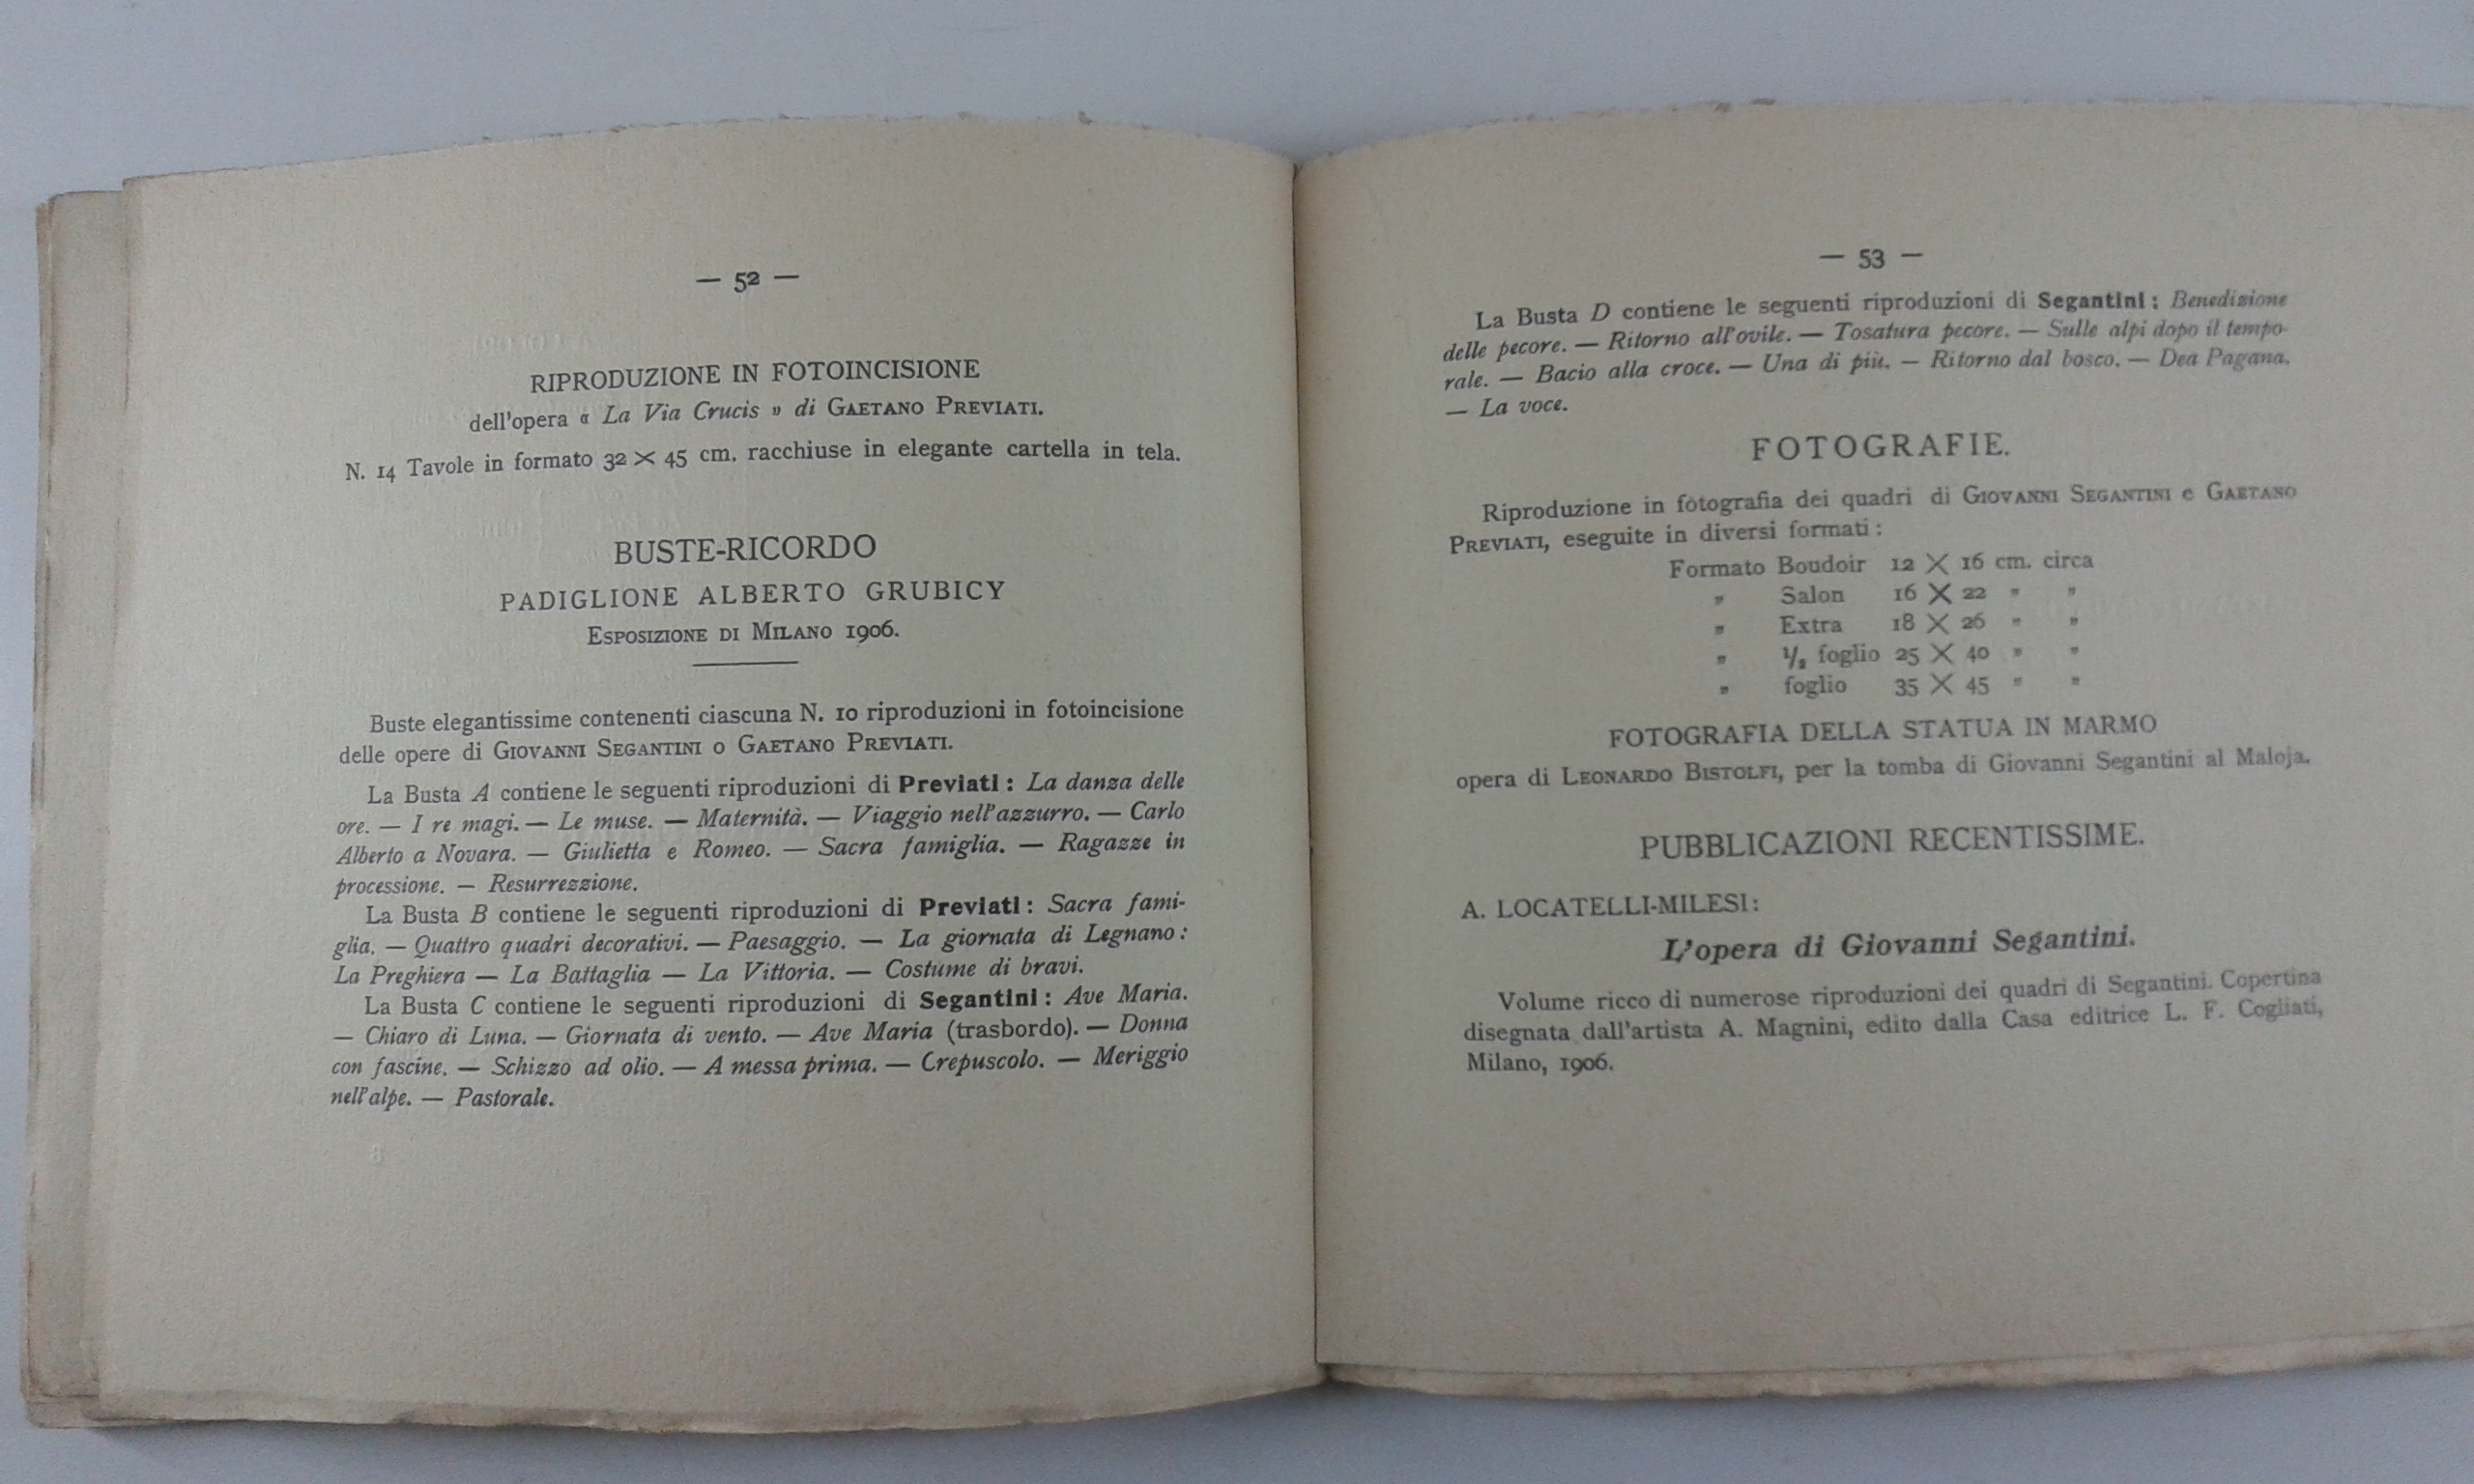 — 52 —
RIPRODUZIONE IN FOTOINCISIONE
dell'opera « La Via Crucis » di GAETANO PREVIATI.
N. 14 Tavole in formato 32 × 45 cm. racchiuse in elegante cartella in tela.
BUSTE-RICORDO
PADIGLIONE ALBERTO GRUBICY
ESPOSIZIONE DI MILANO 1906.
Buste elegantissime contenenti ciascuna N. 10 riproduzioni in fotoincisione
delle opere di GIOVANNI SEGANTINI o GAETANO PREVIATI.
La Busta A contiene le seguenti riproduzioni di Previati : La danza delle
ore. — I re magi. — Le muse. — Maternità. — Viaggio nell'azzurro. — Carlo
Alberto a Novara. — Giulietta e Romeo. — Sacra famiglia. — Ragazze in
processione. — Resurrezzione.
La Busta B contiene le seguenti riproduzioni di Previati : Sacra fami-
glia. — Quattro quadri decorativi. — Paesaggio. — La giornata di Legnano :
La Preghiera — La Battaglia — La Vittoria. — Costume di bravi.
La Busta C contiene le seguenti riproduzioni di Segantini : Ave Maria.
— Chiaro di Luna. — Giornata di vento. — Ave Maria (trasbordo). — Donna
con fascine. — Schizzo ad olio. — A messa prima. — Crepuscolo. — Meriggio
nell'alpe. — Pastorale.
— 53 —
La Busta D contiene le seguenti riproduzioni di Segantini : Benedizione
delle pecore. — Ritorno all'ovile. — Tosatura pecore. — Sulle alpi dopo il tempo-
rale. — Bacio alla croce. — Una di più. — Ritorno dal bosco. — Dea Pagana.
— La voce.
FOTOGRAFIE.
Riproduzione in fotografia dei quadri di GIOVANNI SEGANTINI e GAETANO
PREVIATI, eseguite in diversi formati :
Formato Boudoir 12 × 16 cm. circa
" Salon 16 × 22 " "
" Extra 18 × 26 " "
" 1/2 foglio 25 × 40 " "
" foglio 35 × 45 " "
FOTOGRAFIA DELLA STATUA IN MARMO
opera di LEONARDO BISTOLFI, per la tomba di Giovanni Segantini al Maloja.
PUBBLICAZIONI RECENTISSIME.
A. LOCATELLI-MILESI :
L'opera di Giovanni Segantini.
Volume ricco di numerose riproduzioni dei quadri di Segantini. Copertina
disegnata dall'artista A. Magnini, edito dalla Casa editrice L. F. Cogliati,
Milano, 1906.